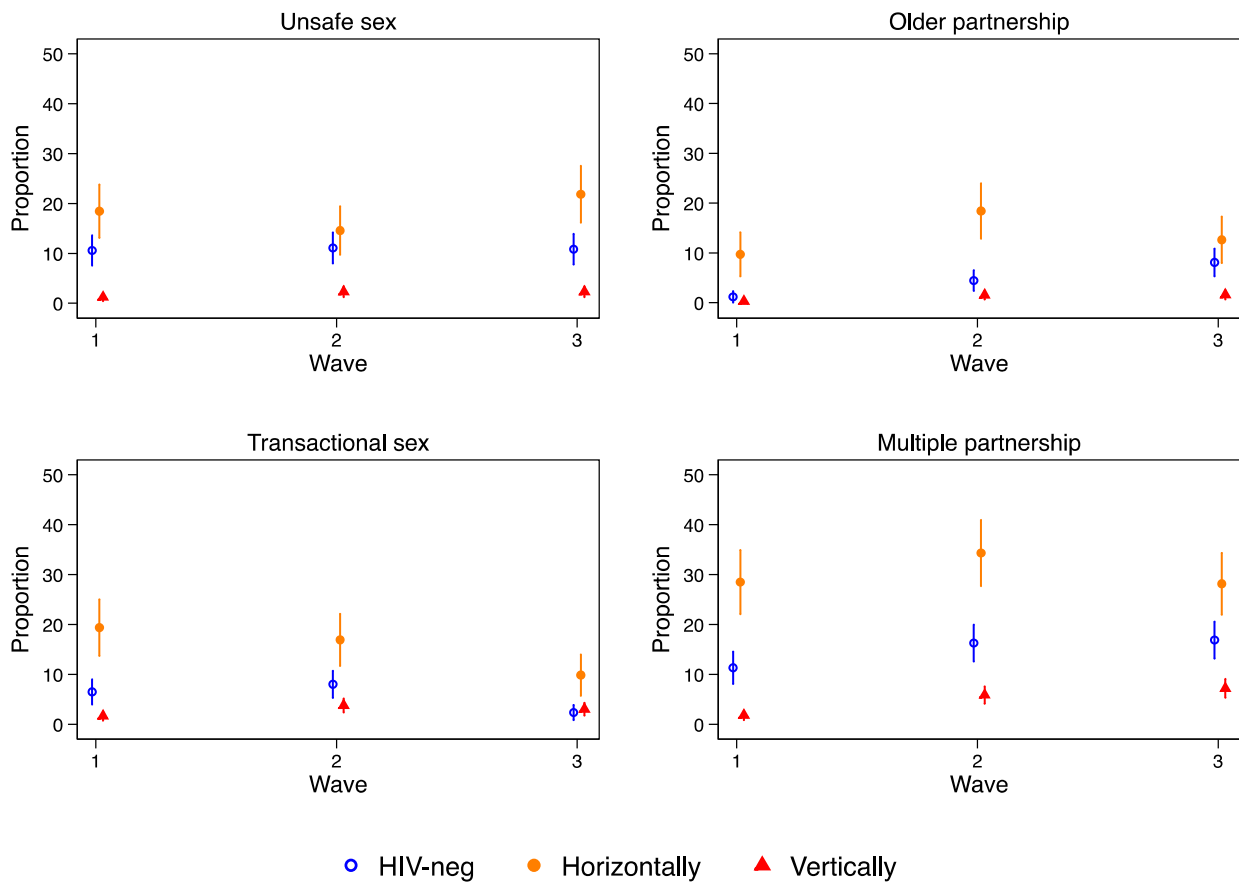 Unsafe sex
Proportion
50
40
30
20
10
0
1 2 3
Wave
Older partnership
Proportion
50
40
30
20
10
0
1 2 3
Wave
Transactional sex
Proportion
50
40
30
20
10
0
1 2 3
Wave
Multiple partnership
Proportion
50
40
30
20
10
0
1 2 3
Wave
HIV-neg Horizontally Vertically